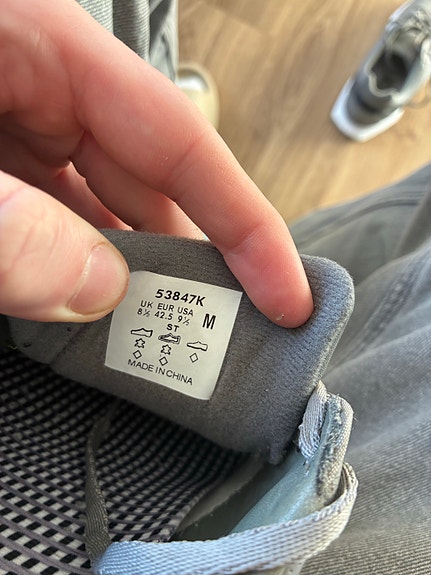 53847K
UK EUR USA
8½ 42.5 9½ M
ST
MADE IN CHINA